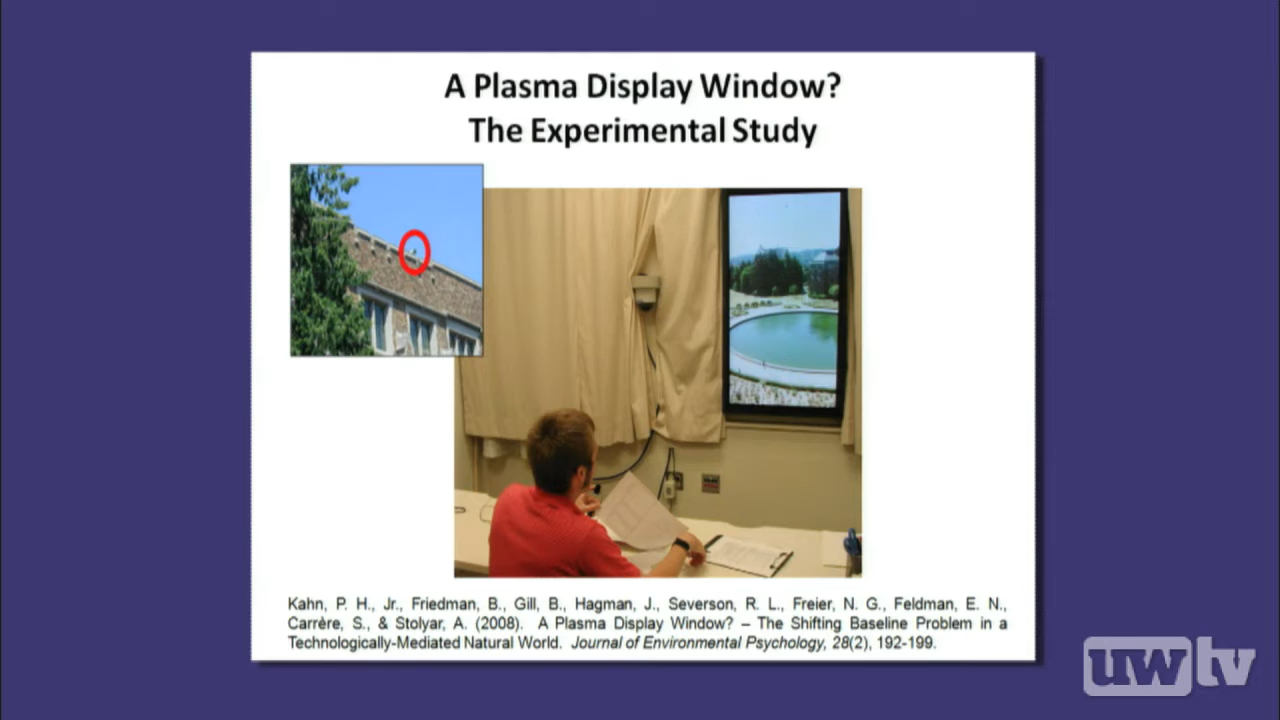 A Plasma Display Window?
The Experimental Study
Kahn, P. H., Jr., Friedman, B., Gill, B., Hagman, J., Severson, R. L., Freier, N. G., Feldman, E. N.,
Carrère, S., & Stolyar, A. (2008). A Plasma Display Window? – The Shifting Baseline Problem in a
Technologically-Mediated Natural World. Journal of Environmental Psychology, 28(2), 192-199.
uwtv